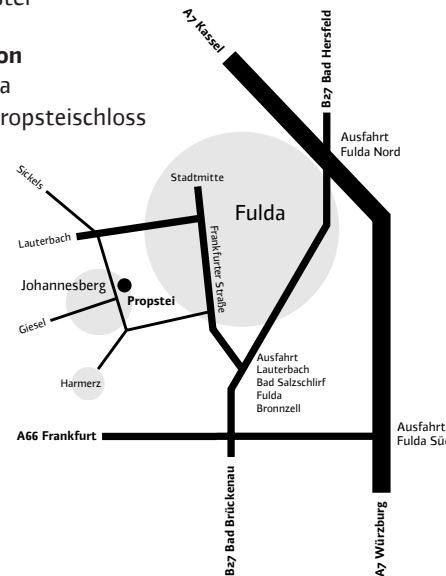 on
ropsteischloss
A7 Kassel
B27 Bad Hersfeld
Ausfahrt
Fulda Nord
Stadtmitte
Sickels
Fulda
Lauterbach
Frankfurter Straße
Johannesberg
Propstei
Giesel
Harmerz
Ausfahrt
Lauterbach
Bad Salzschlirf
Fulda
Bronnzell
A66 Frankfurt
Ausfahrt
Fulda Sü
B27 Bad Brückenau
A7 Würzburg